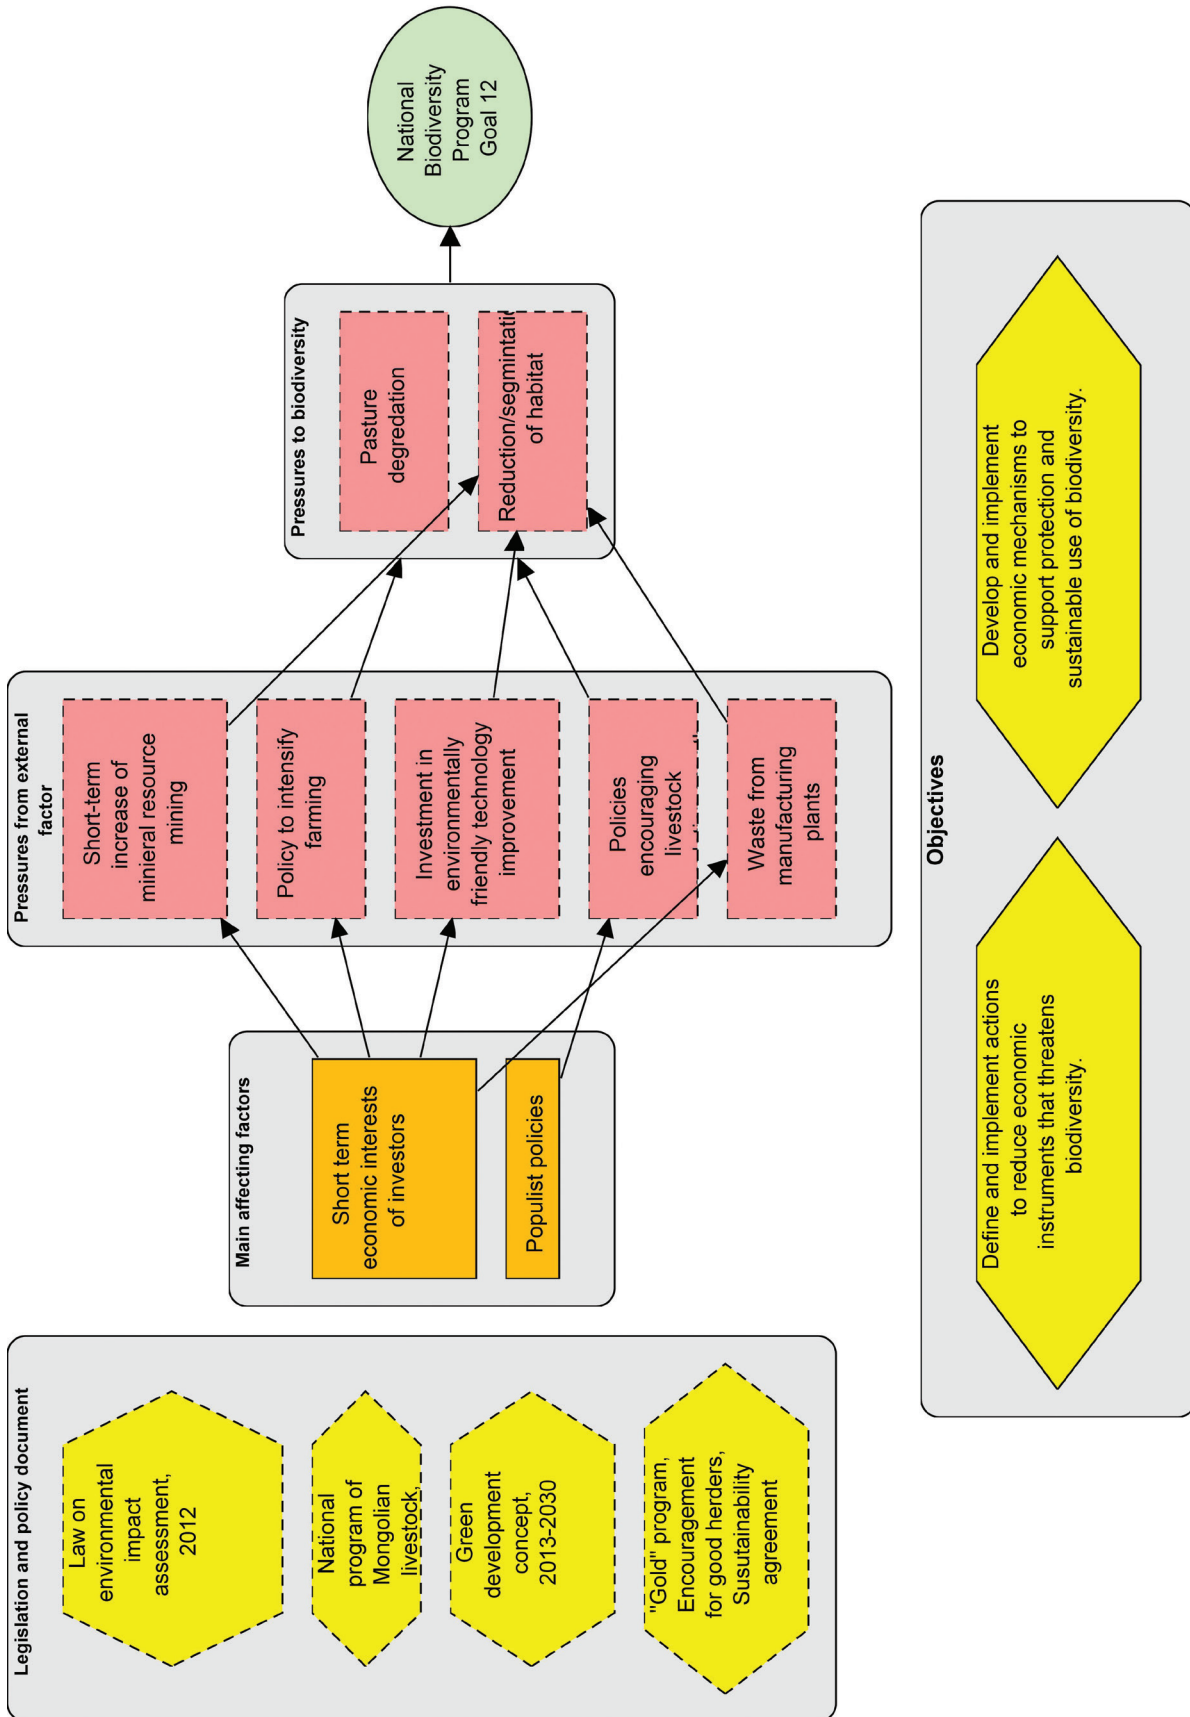 Legislation and policy document
Law on
environmental
impact
assessment,
2012
National
program of
Mongolian
livestock,
Green
development
concept,
2013-2030
"Gold" program,
Encouragement
for good herders,
Susutainability
agreement
Main affecting factors
Short term
economic interests
of investors
Populist policies
Pressures from external
factor
Short-term
increase of
minieral resource
mining
Policy to intensify
farming
Investment in
environmentally
friendly technology
improvement
Policies
encouraging
livestock
Waste from
manufacturing
plants
Pressures to biodiversity
Pasture
degredation
Reduction/segmintatio
of habitat
National
Biodiversity
Program
Goal 12
Objectives
Define and implement actions
to reduce economic
instruments that threatens
biodiversity.
Develop and implement
economic mechanisms to
support protection and
sustainable use of biodiversity.